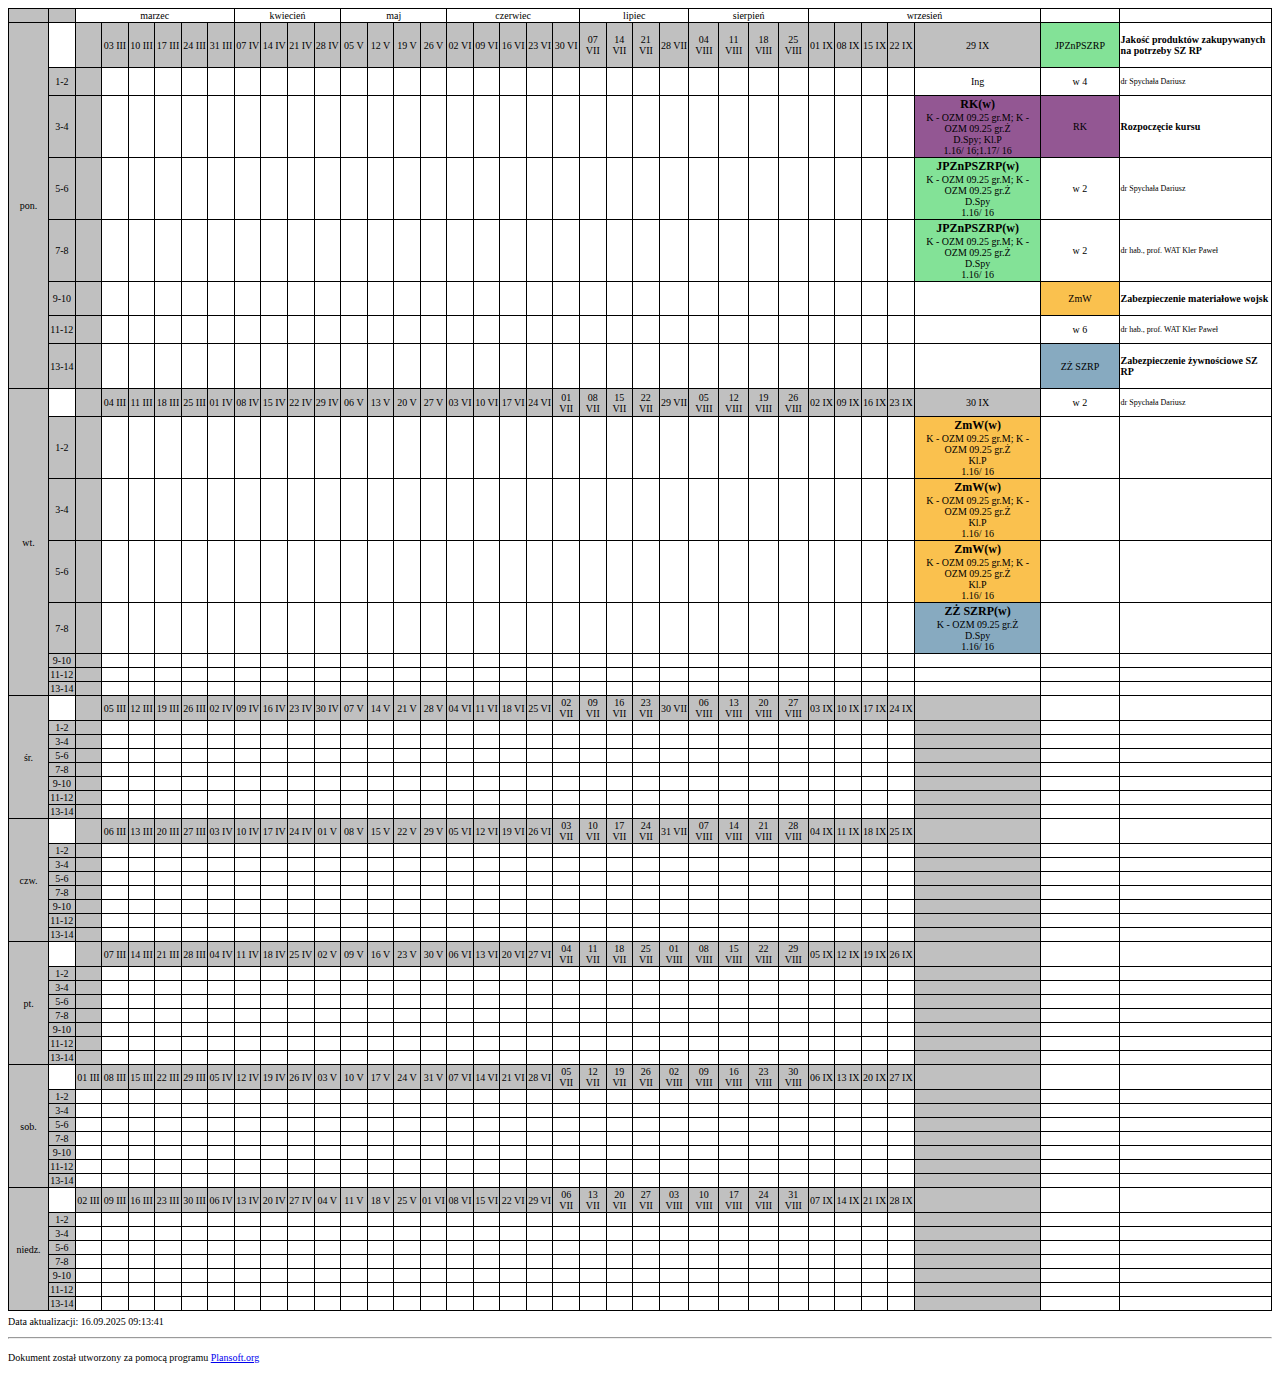 marzec kwiecień maj czerwiec lipiec sierpień wrzesień
pon. 03 III 10 III 17 III 24 III 31 III 07 IV 14 IV 21 IV 28 IV 05 V 12 V 19 V 26 V 02 VI 09 VI 16 VI 23 VI 30 VI 07 VII 14 VII 21 VII 28 VII 04 VIII 11 VIII 18 VIII 25 VIII 01 IX 08 IX 15 IX 22 IX 29 IX JPZnPSZRP Jakość produktów zakupywanych na potrzeby SZ RP
1-2 Ing w 4 dr Spychała Dariusz
3-4 RK(w)
K - OZM 09.25 gr.M; K -
OZM 09.25 gr.Ż
D.Spy; Kl.P
1.16/ 16;1.17/ 16
RK Rozpoczęcie kursu
5-6 JPZnPSZRP(w)
K - OZM 09.25 gr.M; K -
OZM 09.25 gr.Ż
D.Spy
1.16/ 16
w 2 dr Spychała Dariusz
7-8 JPZnPSZRP(w)
K - OZM 09.25 gr.M; K -
OZM 09.25 gr.Ż
D.Spy
1.16/ 16
w 2 dr hab., prof. WAT Kler Paweł
9-10 ZmW Zabezpieczenie materiałowe wojsk
11-12 w 6 dr hab., prof. WAT Kler Paweł
13-14 ZŻ SZRP Zabezpieczenie żywnościowe SZ RP
wt. 04 III 11 III 18 III 25 III 01 IV 08 IV 15 IV 22 IV 29 IV 06 V 13 V 20 V 27 V 03 VI 10 VI 17 VI 24 VI 01 VII 08 VII 15 VII 22 VII 29 VII 05 VIII 12 VIII 19 VIII 26 VIII 02 IX 09 IX 16 IX 23 IX 30 IX w 2 dr Spychała Dariusz
1-2 ZmW(w)
K - OZM 09.25 gr.M; K -
OZM 09.25 gr.Ż
Kl.P
1.16/ 16
3-4 ZmW(w)
K - OZM 09.25 gr.M; K -
OZM 09.25 gr.Ż
Kl.P
1.16/ 16
5-6 ZmW(w)
K - OZM 09.25 gr.M; K -
OZM 09.25 gr.Ż
Kl.P
1.16/ 16
7-8 ZŻ SZRP(w)
K - OZM 09.25 gr.Ż
D.Spy
1.16/ 16
9-10
11-12
13-14
śr. 05 III 12 III 19 III 26 III 02 IV 09 IV 16 IV 23 IV 30 IV 07 V 14 V 21 V 28 V 04 VI 11 VI 18 VI 25 VI 02 VII 09 VII 16 VII 23 VII 30 VII 06 VIII 13 VIII 20 VIII 27 VIII 03 IX 10 IX 17 IX 24 IX
1-2
3-4
5-6
7-8
9-10
11-12
13-14
czw. 06 III 13 III 20 III 27 III 03 IV 10 IV 17 IV 24 IV 01 V 08 V 15 V 22 V 29 V 05 VI 12 VI 19 VI 26 VI 03 VII 10 VII 17 VII 24 VII 31 VII 07 VIII 14 VIII 21 VIII 28 VIII 04 IX 11 IX 18 IX 25 IX
1-2
3-4
5-6
7-8
9-10
11-12
13-14
pt. 07 III 14 III 21 III 28 III 04 IV 11 IV 18 IV 25 IV 02 V 09 V 16 V 23 V 30 V 06 VI 13 VI 20 VI 27 VI 04 VII 11 VII 18 VII 25 VII 01 VIII 08 VIII 15 VIII 22 VIII 29 VIII 05 IX 12 IX 19 IX 26 IX
1-2
3-4
5-6
7-8
9-10
11-12
13-14
sob. 01 III 08 III 15 III 22 III 29 III 05 IV 12 IV 19 IV 26 IV 03 V 10 V 17 V 24 V 31 V 07 VI 14 VI 21 VI 28 VI 05 VII 12 VII 19 VII 26 VII 02 VIII 09 VIII 16 VIII 23 VIII 30 VIII 06 IX 13 IX 20 IX 27 IX
1-2
3-4
5-6
7-8
9-10
11-12
13-14
niedz. 02 III 09 III 16 III 23 III 30 III 06 IV 13 IV 20 IV 27 IV 04 V 11 V 18 V 25 V 01 VI 08 VI 15 VI 22 VI 29 VI 06 VII 13 VII 20 VII 27 VII 03 VIII 10 VIII 17 VIII 24 VIII 31 VIII 07 IX 14 IX 21 IX 28 IX
1-2
3-4
5-6
7-8
9-10
11-12
13-14
Data aktualizacji: 16.09.2025 09:13:41
Dokument został utworzony za pomocą programu Plansoft.org